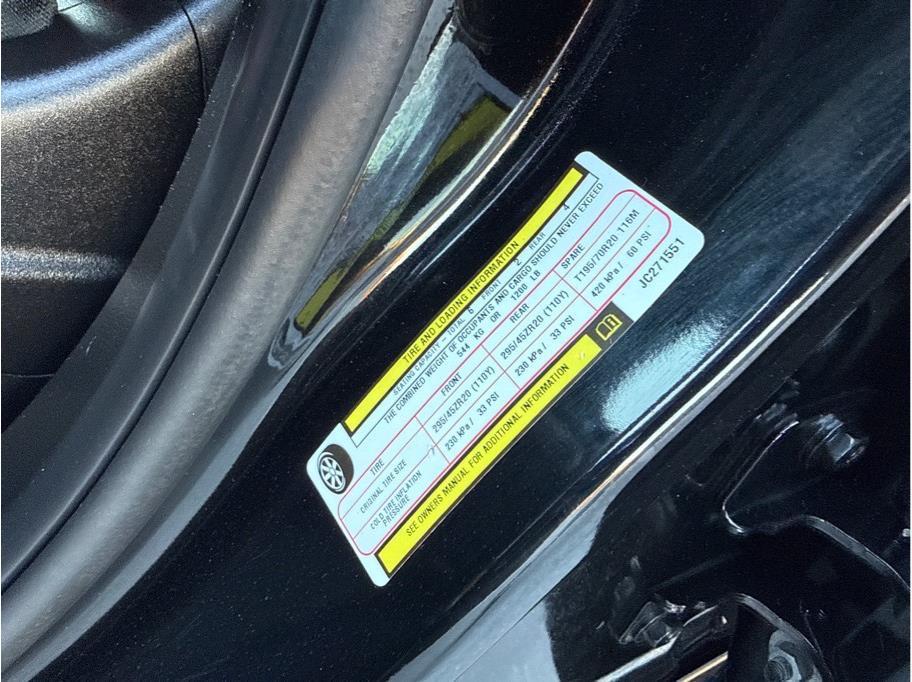 TIRE AND LOADING INFORMATION
SEATING CAPACITY - TOTAL 6 FRONT 2 REAR 4
THE COMBINED WEIGHT OF OCCUPANTS AND CARGO SHOULD NEVER EXCEED
544 KG OR 1200 LB
TIRE FRONT REAR SPARE
ORIGINAL TIRE SIZE 295/45ZR20 (110Y) 295/45ZR20 (110Y) T195/70R20 116M
COLD TIRE INFLATION PRESSURE 230 kPa / 33 PSI 230 kPa / 33 PSI 420 kPa / 60 PSI
SEE OWNERS MANUAL FOR ADDITIONAL INFORMATION
JC271551